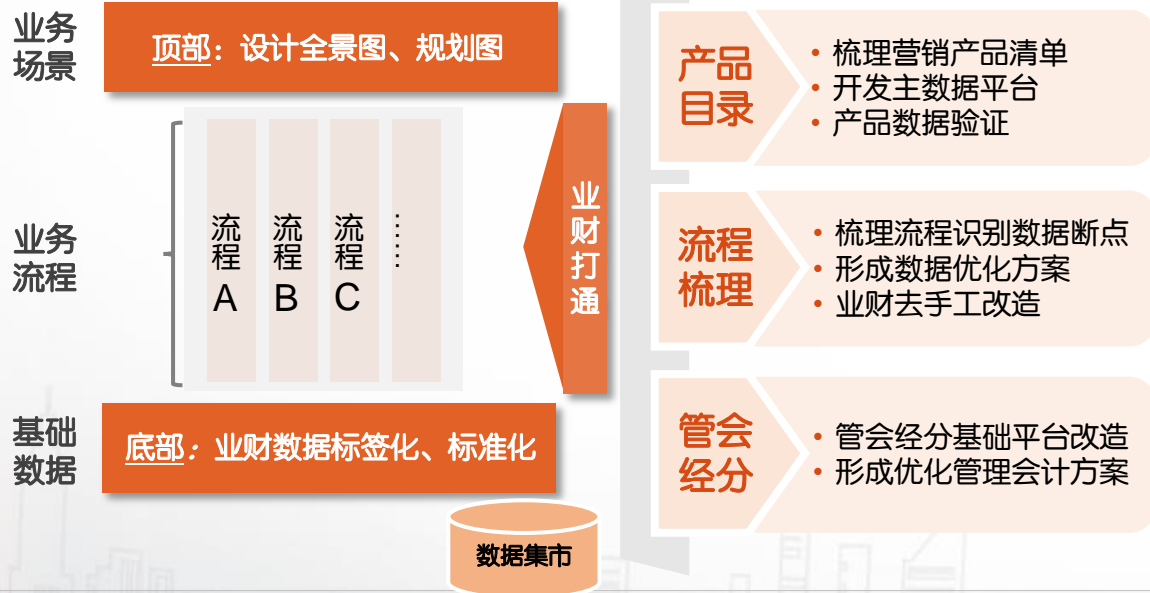 业务
场景
顶部：设计全景图、规划图
业务
流程
流程A
流程B
流程C
……
业财打通
基础
数据
底部：业财数据标签化、标准化
数据集市
产品
目录
• 梳理营销产品清单
• 开发主数据平台
• 产品数据验证
流程
梳理
• 梳理流程识别数据断点
• 形成数据优化方案
• 业财去手工改造
管会
经分
• 管会经分基础平台改造
• 形成优化管理会计方案